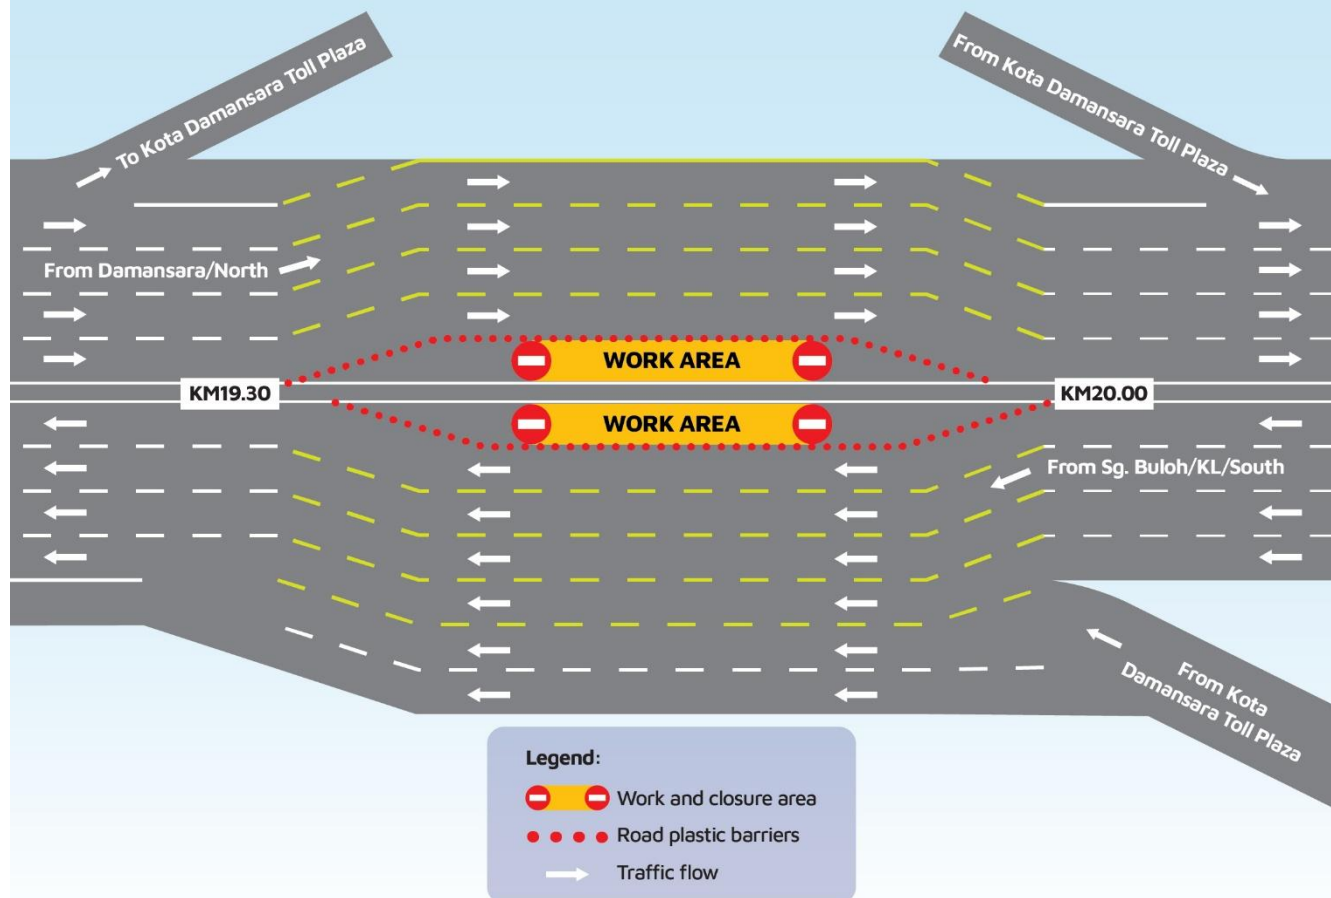 To Kota Damansara Toll Plaza
From Kota Damansara Toll Plaza
From Damansara/North
WORK AREA
KM19.30
KM20.00
WORK AREA
From Sg. Buloh/KL/South
From Kota
Damansara Toll Plaza
Legend:
Work and closure area
Road plastic barriers
Traffic flow